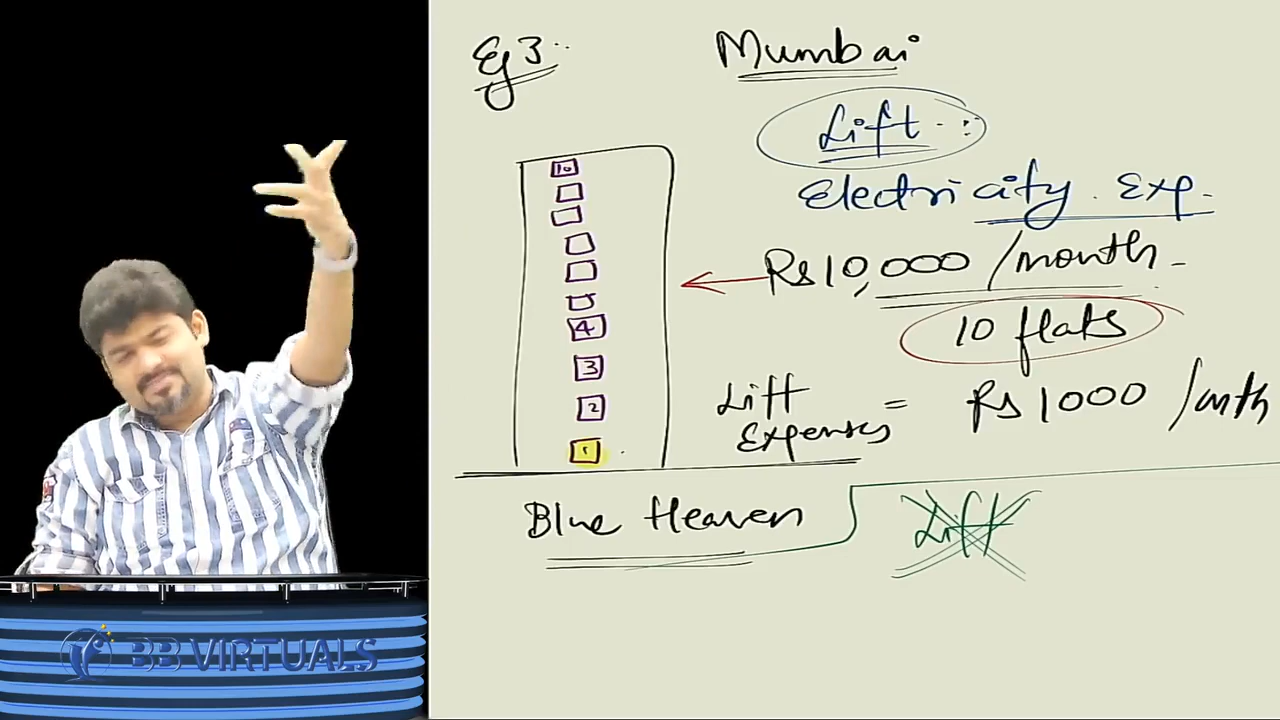 Eg 3..
Mumbai
Lift
Electricity Exp.
Rs 10,000 /month
10 flats
Lift Expenses = Rs 1000 /mth
10
4
3
2
1
Blue Heaven
Lift
BB VIRTUALS